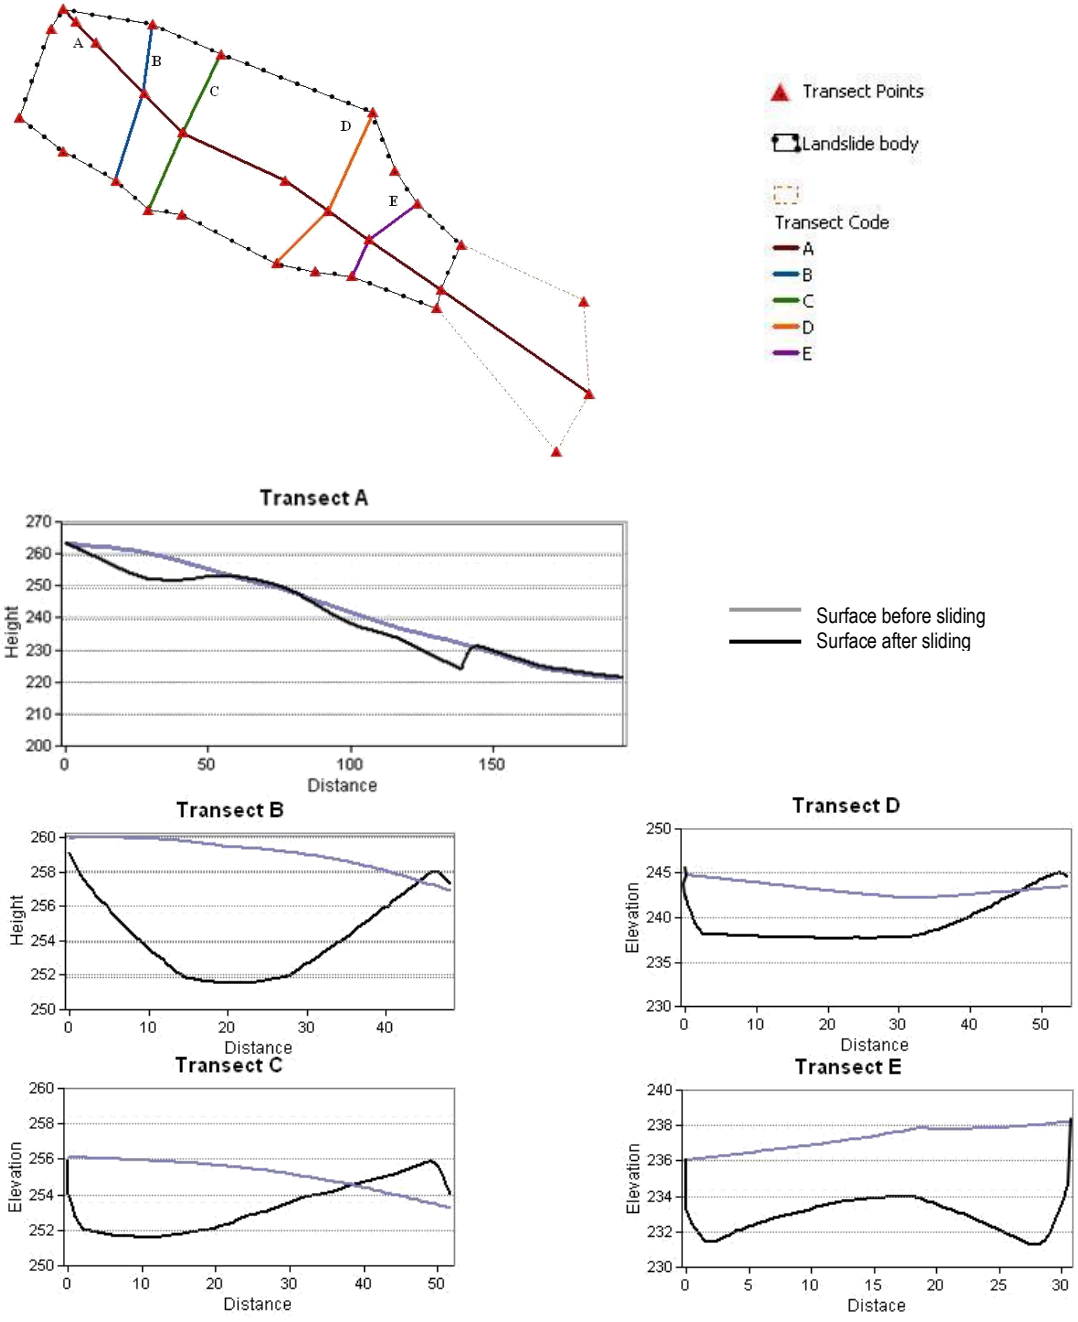 A
B
C
D
E
Transect Points
Landslide body
Transect Code
A
B
C
D
E
Transect A
270
260
250
240
230
220
210
200
Height
0 50 100 150
Distance
Surface before sliding
Surface after sliding
Transect B
260
258
256
254
252
250
Height
0 10 20 30 40
Distance
Transect D
250
245
240
235
230
Elevation
0 10 20 30 40 50
Distance
Transect C
260
258
256
254
252
250
Elevation
0 10 20 30 40 50
Distance
Transect E
240
238
236
234
232
230
Elevation
0 5 10 15 20 25 30
Distace